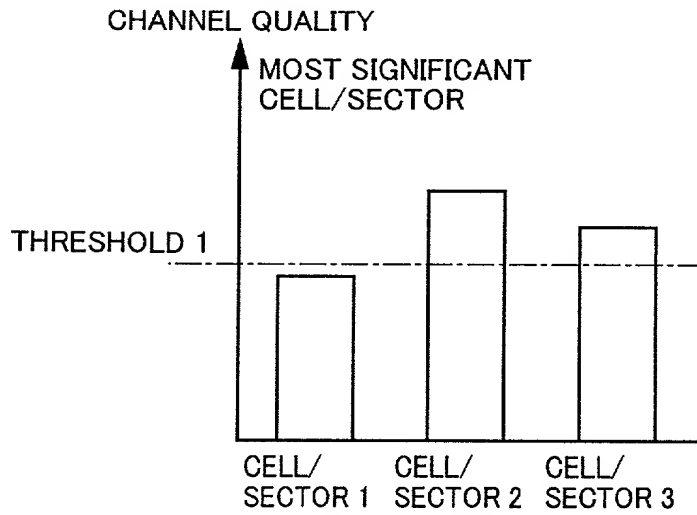 CHANNEL QUALITY
MOST SIGNIFICANT
CELL/SECTOR
THRESHOLD 1
CELL/
SECTOR 1
CELL/
SECTOR 2
CELL/
SECTOR 3